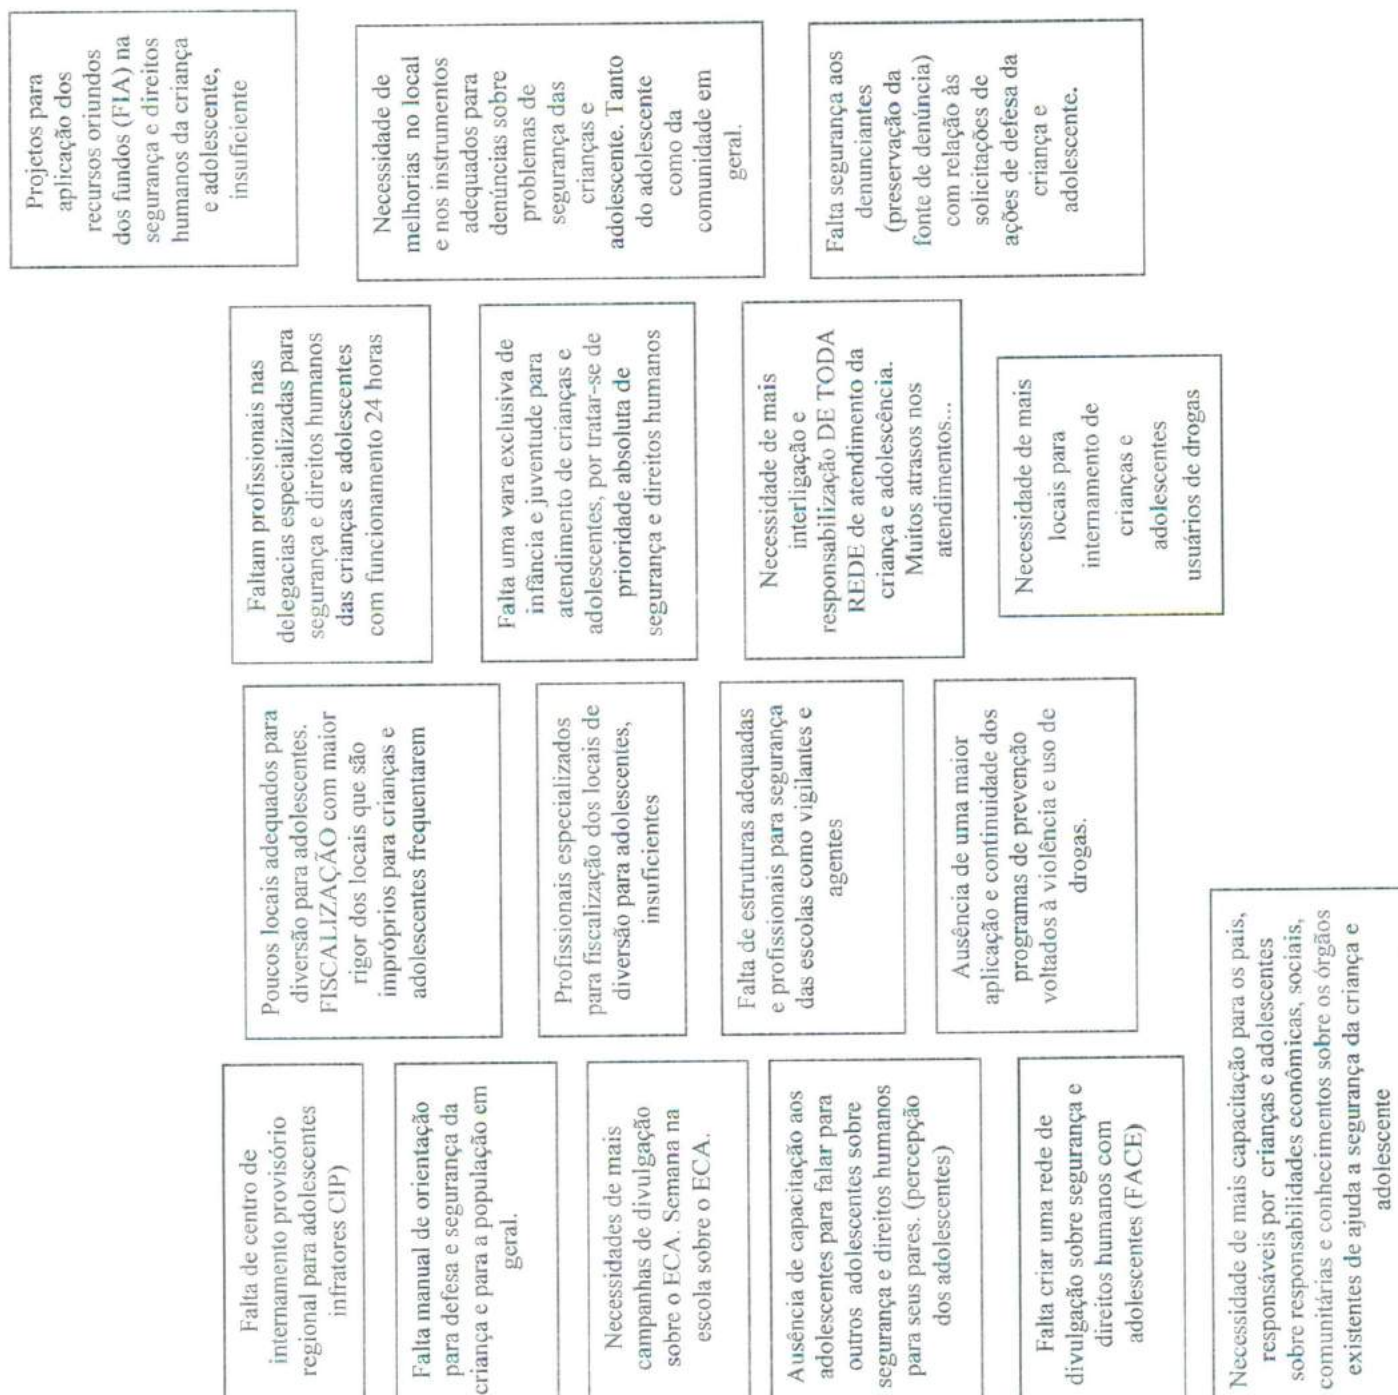 Falta de centro de
internamento provisório
regional para adolescentes
infratores CIP)
Falta manual de orientação
para defesa e segurança da
criança e para a população em
geral.
Necessidades de mais
campanhas de divulgação
sobre o ECA. Semana na
escola sobre o ECA.
Ausência de capacitação aos
adolescentes para falar para
outros adolescentes sobre
segurança e direitos humanos
para seus pares. (percepção
dos adolescentes)
Falta criar uma rede de
divulgação sobre segurança e
direitos humanos com
adolescentes (FACE)
Necessidade de mais capacitação para os pais,
responsáveis por crianças e adolescentes
sobre responsabilidades econômicas, sociais,
comunitárias e conhecimentos sobre os órgãos
existentes de ajuda a segurança da criança e
adolescente
Poucos locais adequados para
diversão para adolescentes.
FISCALIZAÇÃO com maior
rigor dos locais que são
impróprios para crianças e
adolescentes frequentarem
Profissionais especializados
para fiscalização dos locais de
diversão para adolescentes,
insuficientes
Falta de estruturas adequadas
e profissionais para segurança
das escolas como vigilantes e
agentes
Ausência de uma maior
aplicação e continuidade dos
programas de prevenção
voltados à violência e uso de
drogas.
Faltam profissionais nas
delegacias especializadas para
segurança e direitos humanos
das crianças e adolescentes
com funcionamento 24 horas
Falta uma vara exclusiva de
infância e juventude para
atendimento de crianças e
adolescentes, por tratar-se de
prioridade absoluta de
segurança e direitos humanos
Necessidade de mais
interligação e
responsabilização DE TODA
REDE de atendimento da
criança e adolescência.
Muitos atrasos nos
atendimentos...
Necessidade de mais
locais para
internamento de
crianças e
adolescentes
usuários de drogas
Projetos para
aplicação dos
recursos oriundos
dos fundos (FIA) na
segurança e direitos
humanos da criança
e adolescente,
insuficiente
Necessidade de
melhorias no local
e nos instrumentos
adequados para
denúncias sobre
problemas de
segurança das
crianças e
adolescente. Tanto
do adolescente
como da
comunidade em
geral.
Falta segurança aos
denunciantes
(preservação da
fonte de denúncia)
com relação às
solicitações de
ações de defesa da
criança e
adolescente.